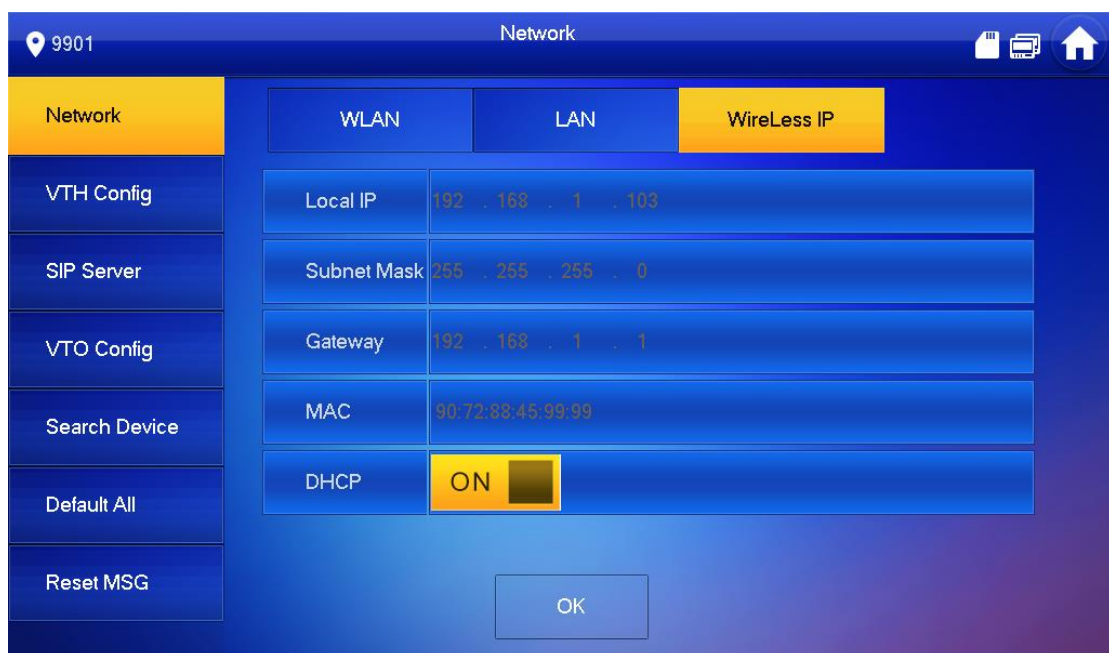 9901
Network
Network
VTH Config
SIP Server
VTO Config
Search Device
Default All
Reset MSG
WLAN LAN WireLess IP
Local IP 192 . 168 . 1 . 103
Subnet Mask 255 . 255 . 255 . 0
Gateway 192 . 168 . 1 . 1
MAC 90:72:88:45:99:99
DHCP ON
OK